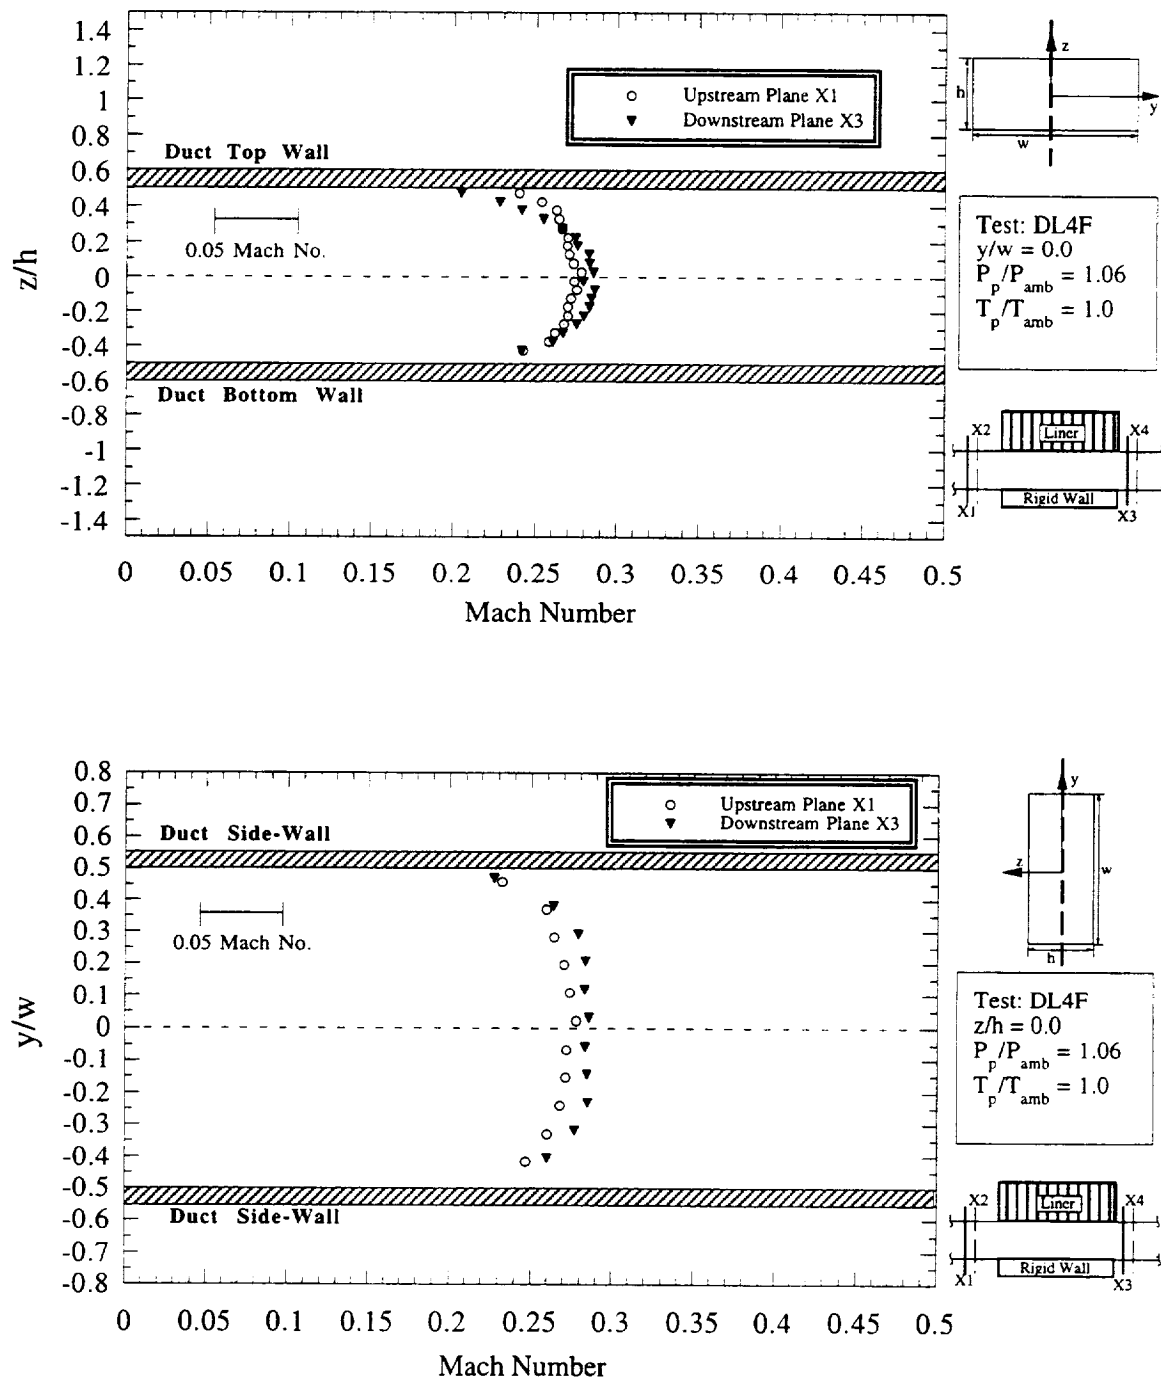 1.4
1.2
1
0.8
0.6
0.4
0.2
0
-0.2
-0.4
-0.6
-0.8
-1
-1.2
-1.4
z/h
Upstream Plane X1
Downstream Plane X3
Duct Top Wall
0.05 Mach No.
Duct Bottom Wall
0 0.05 0.1 0.15 0.2 0.25 0.3 0.35 0.4 0.45 0.5
Mach Number
z
h
y
w
Test: DL4F
y/w = 0.0
Pp/Pamb = 1.06
Tp/Tamb = 1.0
X2 X4
Liner
Rigid Wall
X1 X3
0.8
0.7
0.6
0.5
0.4
0.3
0.2
0.1
0
-0.1
-0.2
-0.3
-0.4
-0.5
-0.6
-0.7
-0.8
y/w
Upstream Plane X1
Downstream Plane X3
Duct Side-Wall
0.05 Mach No.
Duct Side-Wall
0 0.05 0.1 0.15 0.2 0.25 0.3 0.35 0.4 0.45 0.5
Mach Number
y
z
w
h
Test: DL4F
z/h = 0.0
Pp/Pamb = 1.06
Tp/Tamb = 1.0
X2 X4
Liner
Rigid Wall
X1 X3